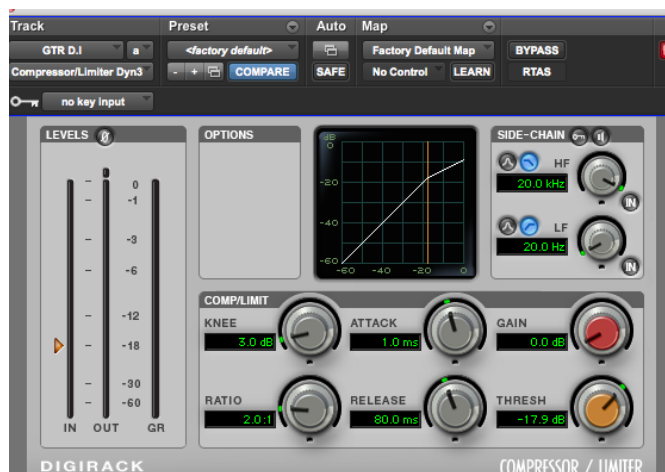 Track Preset Auto Map
GTR D.I a <factory default> Factory Default Map BYPASS
Compressor/Limiter Dyn3 - + COMPARE SAFE No Control LEARN RTAS
no key input
LEVELS Ø OPTIONS SIDE-CHAIN
dB
0
-20
-40
-60
-60 -40 -20 0
HF
20.0 kHz
IN
LF
20.0 Hz
IN
0
-1
-3
-6
-12
-18
-30
-60
IN OUT GR
COMP/LIMIT
KNEE ATTACK GAIN
3.0 dB 1.0 ms 0.0 dB
RATIO RELEASE THRESH
2.0:1 80.0 ms -17.9 dB
DIGIRACK COMPRESSOR / LIMITER